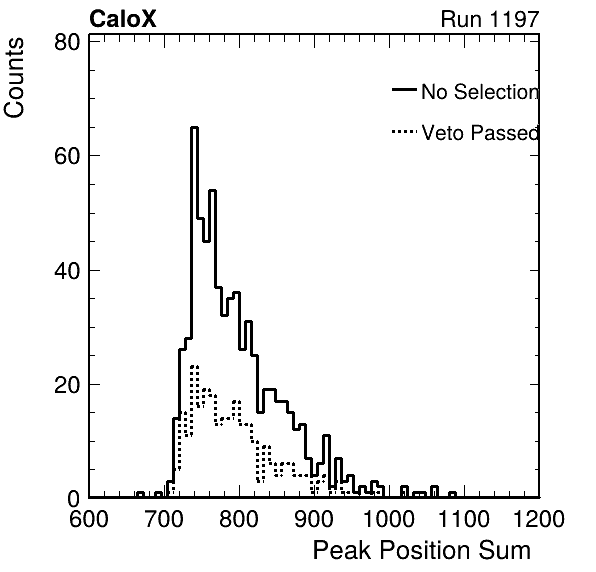 CaloX Run 1197
Counts
80
60
40
20
0
No Selection
Veto Passed
600 700 800 900 1000 1100 1200
Peak Position Sum